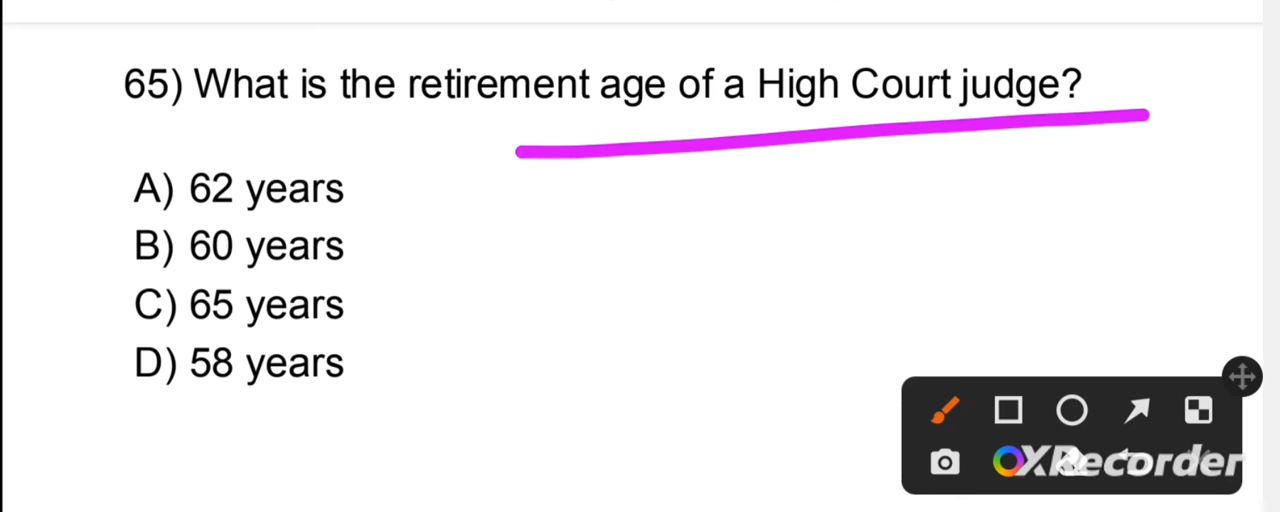 65) What is the retirement age of a High Court judge?
A) 62 years
B) 60 years
C) 65 years
D) 58 years
XRecorder